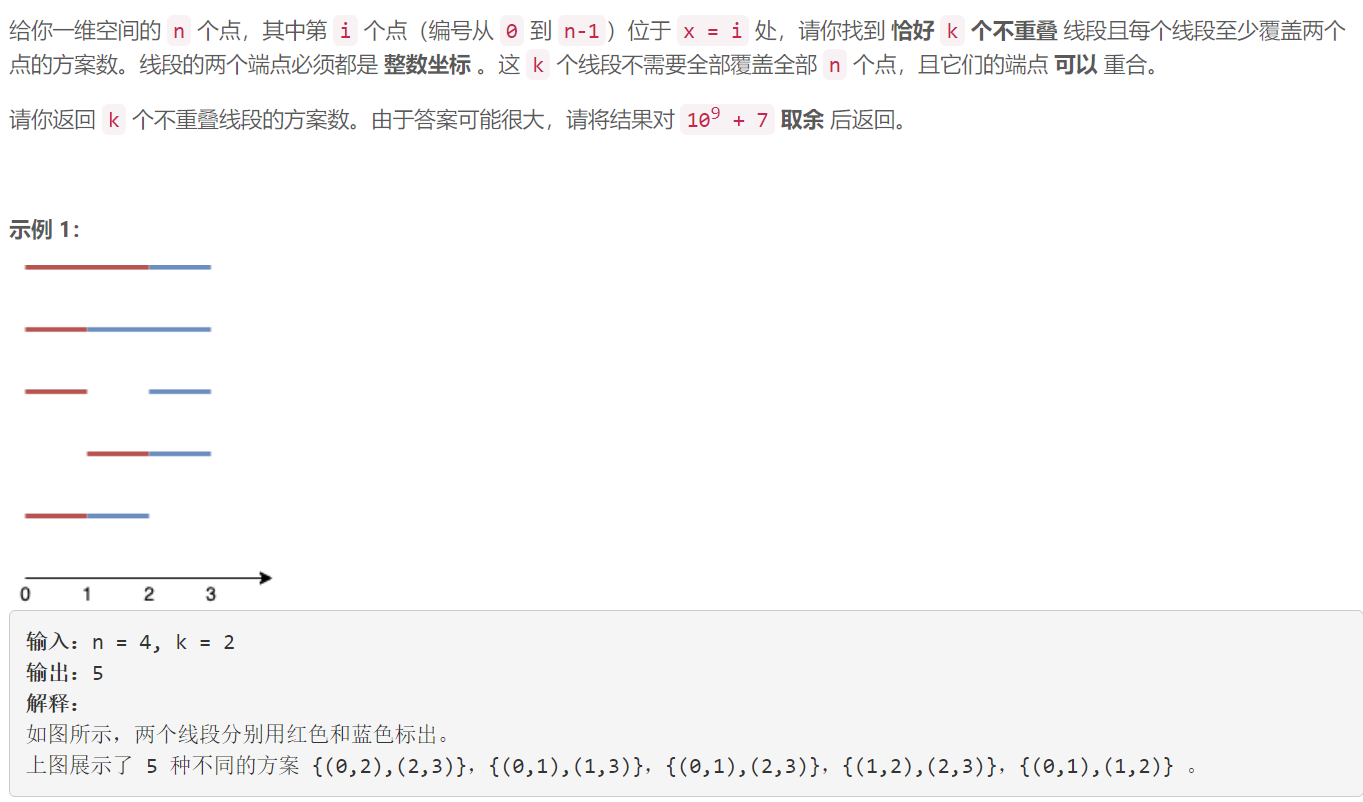 给你一维空间的 n 个点，其中第 i 个点（编号从 0 到 n-1）位于 x = i 处，请你找到 恰好 k 个不重叠 线段且每个线段至少覆盖两个
点的方案数。线段的两个端点必须都是 整数坐标 。这 k 个线段不需要全部覆盖全部 n 个点，且它们的端点 可以 重合。
请你返回 k 个不重叠线段的方案数。由于答案可能很大，请将结果对 10⁹ + 7 取余 后返回。
示例 1：
0 1 2 3
输入：n = 4, k = 2
输出：5
解释：
如图所示，两个线段分别用红色和蓝色标出。
上图展示了 5 种不同的方案 {(0,2),(2,3)}，{(0,1),(1,3)}，{(0,1),(2,3)}，{(1,2),(2,3)}，{(0,1),(1,2)} 。